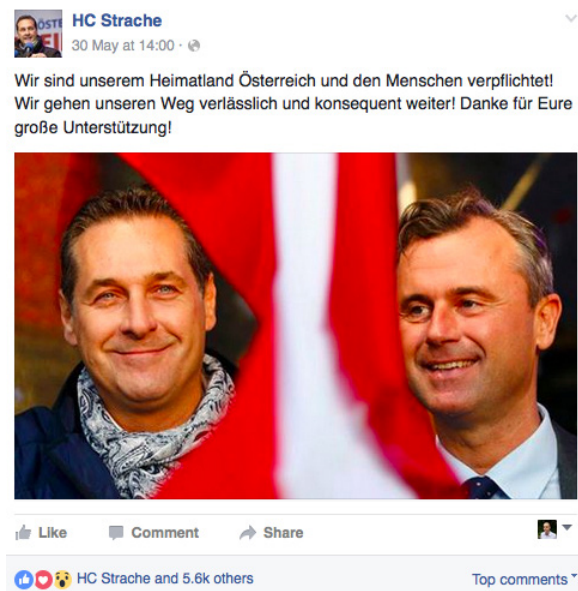 HC Strache
30 May at 14:00 ·
Wir sind unserem Heimatland Österreich und den Menschen verpflichtet!
Wir gehen unseren Weg verlässlich und konsequent weiter! Danke für Eure
große Unterstützung!
Like Comment Share
HC Strache and 5.6k others
Top comments